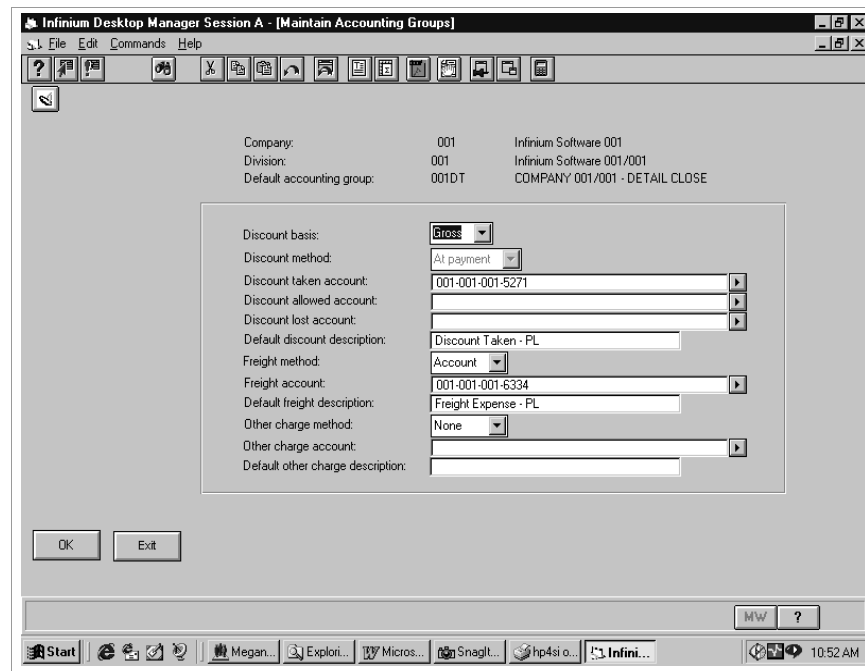 Infinium Desktop Manager Session A - [Maintain Accounting Groups]
File Edit Commands Help
Company: 001 Infinium Software 001
Division: 001 Infinium Software 001/001
Default accounting group: 001DT COMPANY 001/001 - DETAIL CLOSE
Discount basis: Gross
Discount method: At payment
Discount taken account: 001-001-001-5271
Discount allowed account:
Discount lost account:
Default discount description: Discount Taken - PL
Freight method: Account
Freight account: 001-001-001-6334
Default freight description: Freight Expense - PL
Other charge method: None
Other charge account:
Default other charge description:
OK Exit
MW ?
Start Megan... Explori... Micros... SnagIt... hp4si o... Infini... 10:52 AM